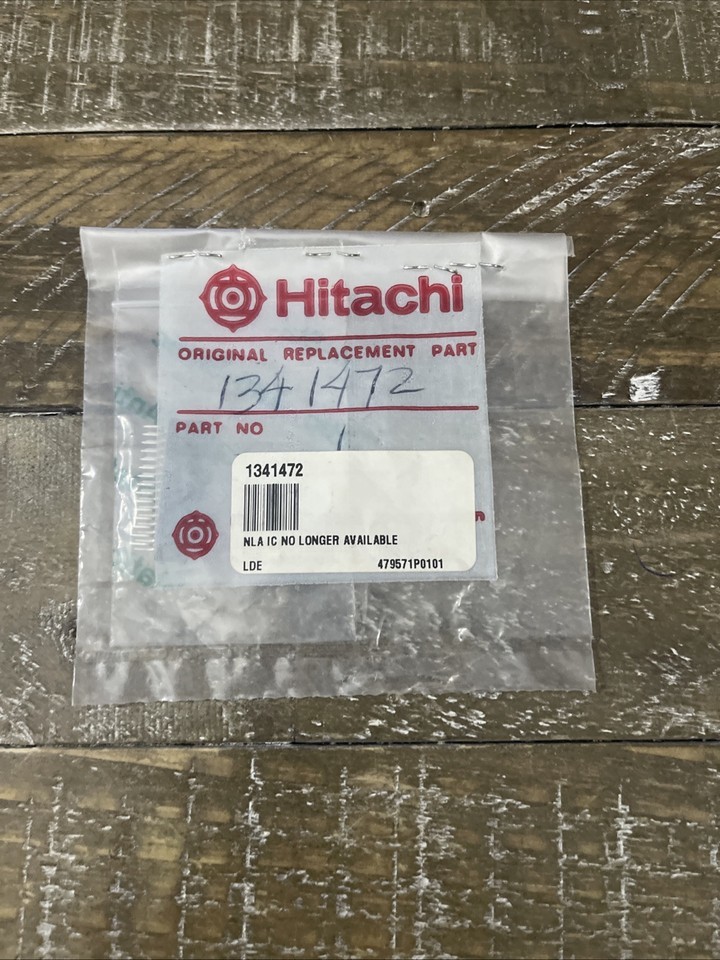 Hitachi
ORIGINAL REPLACEMENT PART
1341472
PART NO
1341472
NLA IC NO LONGER AVAILABLE
LDE 479571P0101